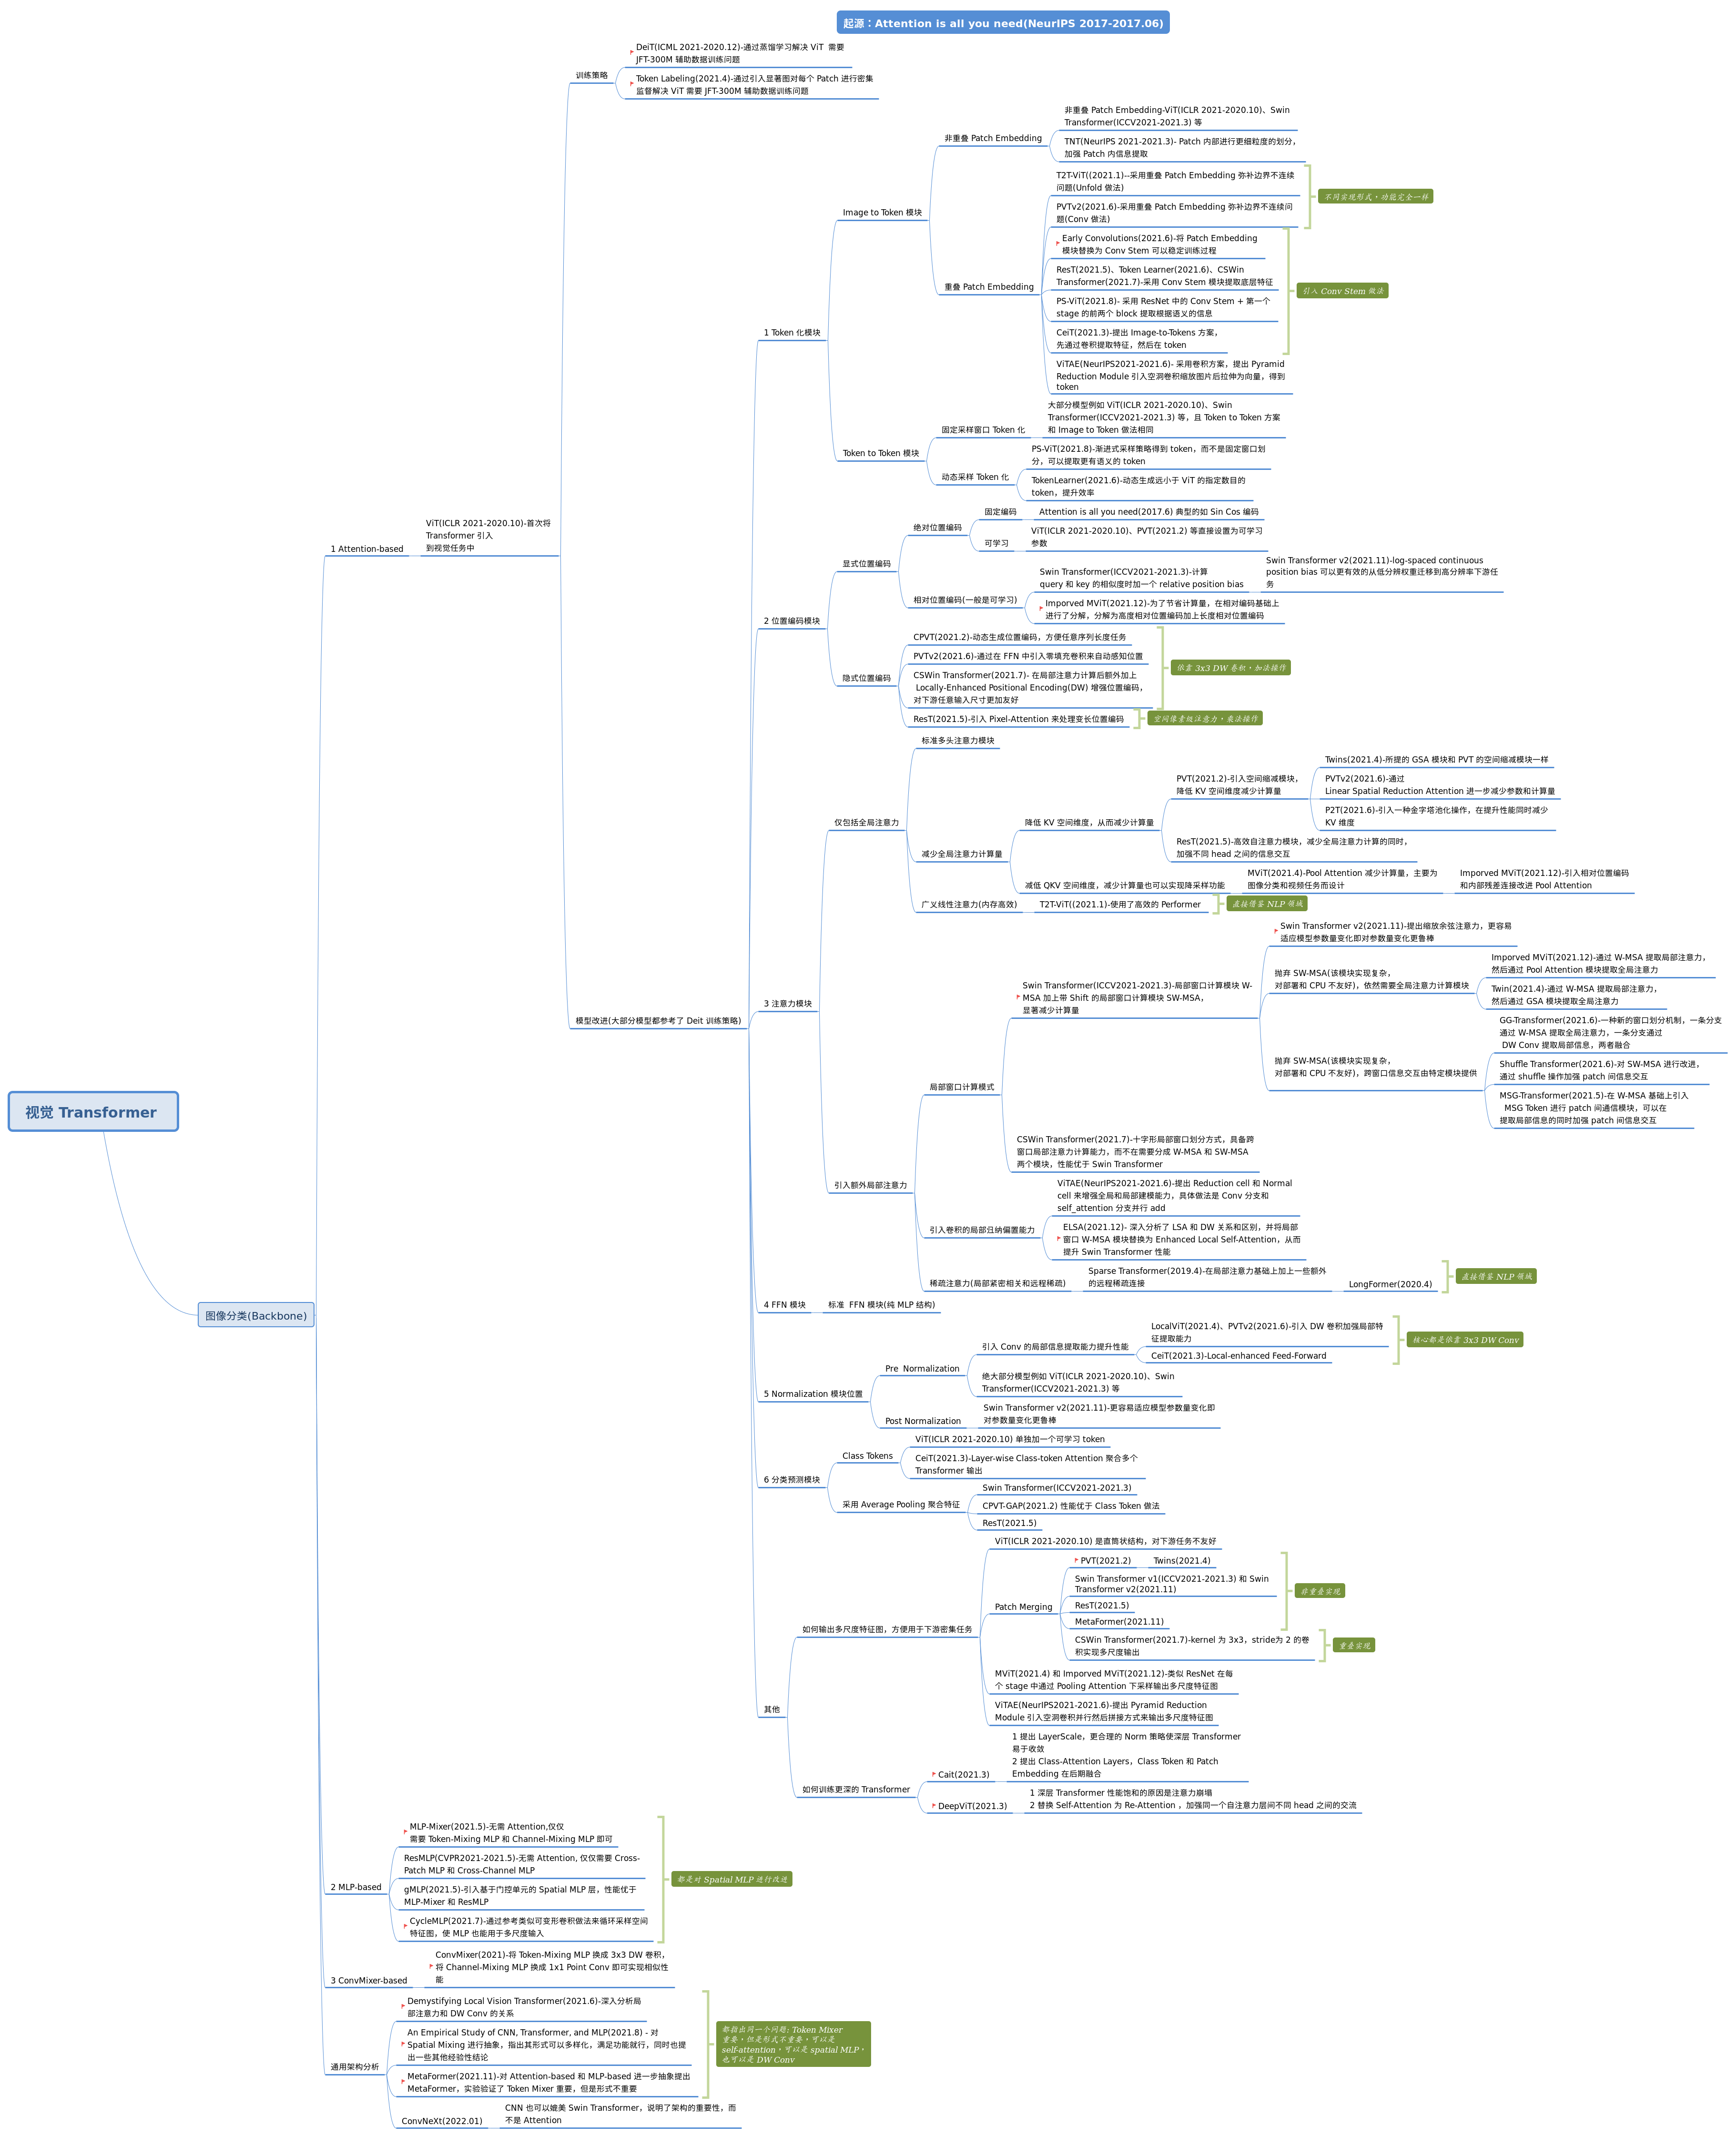 起源：Attention is all you need(NeurIPS 2017-2017.06)
DeiT(ICML 2021-2020.12)-通过蒸馏学习解决 ViT 需要
JFT-300M 辅助数据训练问题
训练策略
Token Labeling(2021.4)-通过引入显著图对每个 Patch 进行密集
监督解决 ViT 需要 JFT-300M 辅助数据训练问题
非重叠 Patch Embedding-ViT(ICLR 2021-2020.10)、Swin
Transformer(ICCV2021-2021.3) 等
非重叠 Patch Embedding
TNT(NeurIPS 2021-2021.3)- Patch 内部进行更细粒度的划分，
加强 Patch 内信息提取
T2T-ViT((2021.1)--采用重叠 Patch Embedding 弥补边界不连续
问题(Unfold 做法)
不同实现形式，功能完全一样
PVTv2(2021.6)-采用重叠 Patch Embedding 弥补边界不连续问
题(Conv 做法)
Image to Token 模块
Early Convolutions(2021.6)-将 Patch Embedding
模块替换为 Conv Stem 可以稳定训练过程
ResT(2021.5)、Token Learner(2021.6)、CSWin
Transformer(2021.7)-采用 Conv Stem 模块提取底层特征
重叠 Patch Embedding
引入 Conv Stem 做法
PS-ViT(2021.8)- 采用 ResNet 中的 Conv Stem + 第一个
stage 的前两个 block 提取根据语义的信息
CeiT(2021.3)-提出 Image-to-Tokens 方案，
先通过卷积提取特征，然后在 token
1 Token 化模块
ViTAE(NeurIPS2021-2021.6)- 采用卷积方案，提出 Pyramid
Reduction Module 引入空洞卷积缩放图片后拉伸为向量，得到
token
大部分模型例如 ViT(ICLR 2021-2020.10)、Swin
Transformer(ICCV2021-2021.3) 等，且 Token to Token 方案
和 Image to Token 做法相同
固定采样窗口 Token 化
Token to Token 模块
PS-ViT(2021.8)-渐进式采样策略得到 token，而不是固定窗口划
分，可以提取更有语义的 token
动态采样 Token 化
TokenLearner(2021.6)-动态生成远小于 ViT 的指定数目的
token，提升效率
固定编码
Attention is all you need(2017.6) 典型的如 Sin Cos 编码
绝对位置编码
可学习
ViT(ICLR 2021-2020.10)、PVT(2021.2) 等直接设置为可学习
参数
显式位置编码
Swin Transformer(ICCV2021-2021.3)-计算
query 和 key 的相似度时加一个 relative position bias
Swin Transformer v2(2021.11)-log-spaced continuous
position bias 可以更有效的从低分辨权重迁移到高分辨率下游任
务
相对位置编码(一般是可学习)
Imporved MViT(2021.12)-为了节省计算量，在相对编码基础上
进行了分解，分解为高度相对位置编码加上长度相对位置编码
2 位置编码模块
CPVT(2021.2)-动态生成位置编码，方便任意序列长度任务
PVTv2(2021.6)-通过在 FFN 中引入零填充卷积来自动感知位置
依靠 3x3 DW 卷积，加法操作
隐式位置编码
CSWin Transformer(2021.7)- 在局部注意力计算后额外加上
Locally-Enhanced Positional Encoding(DW) 增强位置编码，
对下游任意输入尺寸更加友好
ResT(2021.5)-引入 Pixel-Attention 来处理变长位置编码
空间像素级注意力，乘法操作
标准多头注意力模块
Twins(2021.4)-所提的 GSA 模块和 PVT 的空间缩减模块一样
PVT(2021.2)-引入空间缩减模块，
降低 KV 空间维度减少计算量
PVTv2(2021.6)-通过
Linear Spatial Reduction Attention 进一步减少参数和计算量
P2T(2021.6)-引入一种金字塔池化操作，在提升性能同时减少
KV 维度
仅包括全局注意力
降低 KV 空间维度，从而减少计算量
减少全局注意力计算量
ResT(2021.5)-高效自注意力模块，减少全局注意力计算的同时，
加强不同 head 之间的信息交互
减低 QKV 空间维度，减少计算量也可以实现降采样功能
MViT(2021.4)-Pool Attention 减少计算量，主要为
图像分类和视频任务而设计
Imporved MViT(2021.12)-引入相对位置编码
和内部残差连接改进 Pool Attention
广义线性注意力(内存高效)
T2T-ViT((2021.1)-使用了高效的 Performer
直接借鉴 NLP 领域
Swin Transformer v2(2021.11)-提出缩放余弦注意力，更容易
适应模型参数量变化即对参数量变化更鲁棒
Swin Transformer(ICCV2021-2021.3)-局部窗口计算模块 W-
MSA 加上带 Shift 的局部窗口计算模块 SW-MSA，
显著减少计算量
抛弃 SW-MSA(该模块实现复杂，
对部署和 CPU 不友好)，依然需要全局注意力计算模块
Imporved MViT(2021.12)-通过 W-MSA 提取局部注意力，
然后通过 Pool Attention 模块提取全局注意力
Twin(2021.4)-通过 W-MSA 提取局部注意力，
然后通过 GSA 模块提取全局注意力
3 注意力模块
模型改进(大部分模型都参考了 Deit 训练策略)
GG-Transformer(2021.6)-一种新的窗口划分机制，一条分支
通过 W-MSA 提取全局注意力，一条分支通过
DW Conv 提取局部信息，两者融合
抛弃 SW-MSA(该模块实现复杂，
对部署和 CPU 不友好)，跨窗口信息交互由特定模块提供
Shuffle Transformer(2021.6)-对 SW-MSA 进行改进，
通过 shuffle 操作加强 patch 间信息交互
MSG-Transformer(2021.5)-在 W-MSA 基础上引入
MSG Token 进行 patch 间通信模块，可以在
提取局部信息的同时加强 patch 间信息交互
局部窗口计算模式
CSWin Transformer(2021.7)-十字形局部窗口划分方式，具备跨
窗口局部注意力计算能力，而不在需要分成 W-MSA 和 SW-MSA
两个模块，性能优于 Swin Transformer
引入额外局部注意力
ViTAE(NeurIPS2021-2021.6)-提出 Reduction cell 和 Normal
cell 来增强全局和局部建模能力，具体做法是 Conv 分支和
self_attention 分支并行 add
引入卷积的局部归纳偏置能力
ELSA(2021.12)- 深入分析了 LSA 和 DW 关系和区别，并将局部
窗口 W-MSA 模块替换为 Enhanced Local Self-Attention，从而
提升 Swin Transformer 性能
稀疏注意力(局部紧密相关和远程稀疏)
Sparse Transformer(2019.4)-在局部注意力基础上加上一些额外
的远程稀疏连接
LongFormer(2020.4)
直接借鉴 NLP 领域
1 Attention-based
ViT(ICLR 2021-2020.10)-首次将
Transformer 引入
到视觉任务中
视觉 Transformer
图像分类(Backbone)
4 FFN 模块
标准 FFN 模块(纯 MLP 结构)
引入 Conv 的局部信息提取能力提升性能
LocalViT(2021.4)、PVTv2(2021.6)-引入 DW 卷积加强局部特
征提取能力
CeiT(2021.3)-Local-enhanced Feed-Forward
核心都是依靠 3x3 DW Conv
Pre Normalization
绝大部分模型例如 ViT(ICLR 2021-2020.10)、Swin
Transformer(ICCV2021-2021.3) 等
5 Normalization 模块位置
Post Normalization
Swin Transformer v2(2021.11)-更容易适应模型参数量变化即
对参数量变化更鲁棒
Class Tokens
ViT(ICLR 2021-2020.10) 单独加一个可学习 token
CeiT(2021.3)-Layer-wise Class-token Attention 聚合多个
Transformer 输出
6 分类预测模块
采用 Average Pooling 聚合特征
Swin Transformer(ICCV2021-2021.3)
CPVT-GAP(2021.2) 性能优于 Class Token 做法
ResT(2021.5)
ViT(ICLR 2021-2020.10) 是直筒状结构，对下游任务不友好
PVT(2021.2)
Twins(2021.4)
Swin Transformer v1(ICCV2021-2021.3) 和 Swin
Transformer v2(2021.11)
非重叠实现
Patch Merging
ResT(2021.5)
MetaFormer(2021.11)
如何输出多尺度特征图，方便用于下游密集任务
CSWin Transformer(2021.7)-kernel 为 3x3，stride为 2 的卷
积实现多尺度输出
重叠实现
MViT(2021.4) 和 Imporved MViT(2021.12)-类似 ResNet 在每
个 stage 中通过 Pooling Attention 下采样输出多尺度特征图
其他
ViTAE(NeurIPS2021-2021.6)-提出 Pyramid Reduction
Module 引入空洞卷积并行然后拼接方式来输出多尺度特征图
1 提出 LayerScale，更合理的 Norm 策略使深层 Transformer
易于收敛
2 提出 Class-Attention Layers，Class Token 和 Patch
Embedding 在后期融合
Cait(2021.3)
如何训练更深的 Transformer
DeepViT(2021.3)
1 深层 Transformer 性能饱和的原因是注意力崩塌
2 替换 Self-Attention 为 Re-Attention ，加强同一个自注意力层间不同 head 之间的交流
MLP-Mixer(2021.5)-无需 Attention,仅仅
需要 Token-Mixing MLP 和 Channel-Mixing MLP 即可
ResMLP(CVPR2021-2021.5)-无需 Attention, 仅仅需要 Cross-
Patch MLP 和 Cross-Channel MLP
2 MLP-based
都是对 Spatial MLP 进行改进
gMLP(2021.5)-引入基于门控单元的 Spatial MLP 层，性能优于
MLP-Mixer 和 ResMLP
CycleMLP(2021.7)-通过参考类似可变形卷积做法来循环采样空间
特征图，使 MLP 也能用于多尺度输入
3 ConvMixer-based
ConvMixer(2021)-将 Token-Mixing MLP 换成 3x3 DW 卷积，
将 Channel-Mixing MLP 换成 1x1 Point Conv 即可实现相似性
能
Demystifying Local Vision Transformer(2021.6)-深入分析局
部注意力和 DW Conv 的关系
An Empirical Study of CNN, Transformer, and MLP(2021.8) - 对
Spatial Mixing 进行抽象，指出其形式可以多样化，满足功能就行，同时也提
出一些其他经验性结论
都指出同一个问题: Token Mixer
重要，但是形式不重要，可以是
self-attention，可以是 spatial MLP，
也可以是 DW Conv
通用架构分析
MetaFormer(2021.11)-对 Attention-based 和 MLP-based 进一步抽象提出
MetaFormer，实验验证了 Token Mixer 重要，但是形式不重要
ConvNeXt(2022.01)
CNN 也可以媲美 Swin Transformer，说明了架构的重要性，而
不是 Attention